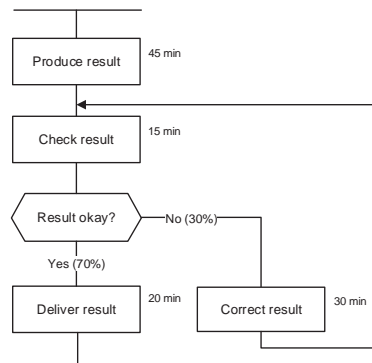 Produce result
45 min
Check result
15 min
Result okay?
No (30%)
Yes (70%)
Deliver result
20 min
Correct result
30 min